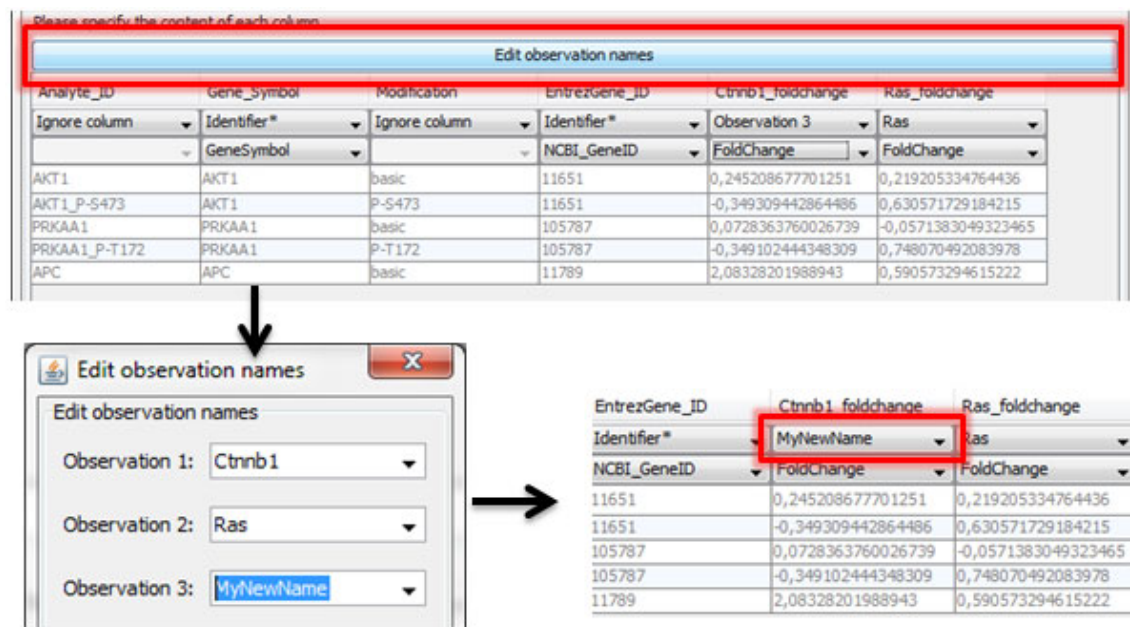 Please specify the content of each column
Edit observation names
Analyte_ID Gene_Symbol Modification EntrezGene_ID Ctnnb1_foldchange Ras_foldchange
Ignore column Identifier* Ignore column Identifier* Observation 3 Ras
GeneSymbol NCBI_GeneID FoldChange FoldChange
AKT1 AKT1 basic 11651 0,245208677701251 0,219205334764436
AKT1_P-S473 AKT1 P-S473 11651 -0,349309442864486 0,630571729184215
PRKAA1 PRKAA1 basic 105787 0,0728363760026739 -0,0571383049323465
PRKAA1_P-T172 PRKAA1 P-T172 105787 -0,349102444348309 0,748070492083978
APC APC basic 11789 2,08328201988943 0,590573294615222
Edit observation names
Edit observation names
Observation 1: Ctnnb1
Observation 2: Ras
Observation 3: MyNewName
EntrezGene_ID Ctnnb1_foldchange Ras_foldchange
Identifier* MyNewName Ras
NCBI_GeneID FoldChange FoldChange
11651 0,245208677701251 0,219205334764436
11651 -0,349309442864486 0,630571729184215
105787 0,0728363760026739 -0,0571383049323465
105787 -0,349102444348309 0,748070492083978
11789 2,08328201988943 0,590573294615222